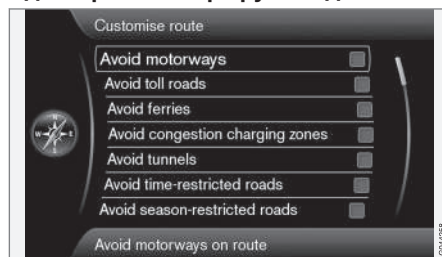 Customise route
Avoid motorways
Avoid toll roads
Avoid ferries
W E
Avoid congestion charging zones
Avoid tunnels
Avoid time-restricted roads
Avoid season-restricted roads
Avoid motorways on route